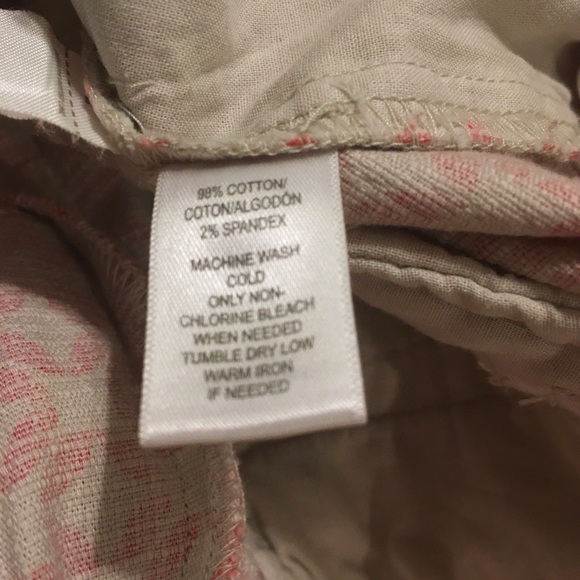 98% COTTON/
COTON/ALGODÓN
2% SPANDEX
MACHINE WASH
COLD
ONLY NON-
CHLORINE BLEACH
WHEN NEEDED
TUMBLE DRY LOW
WARM IRON
IF NEEDED